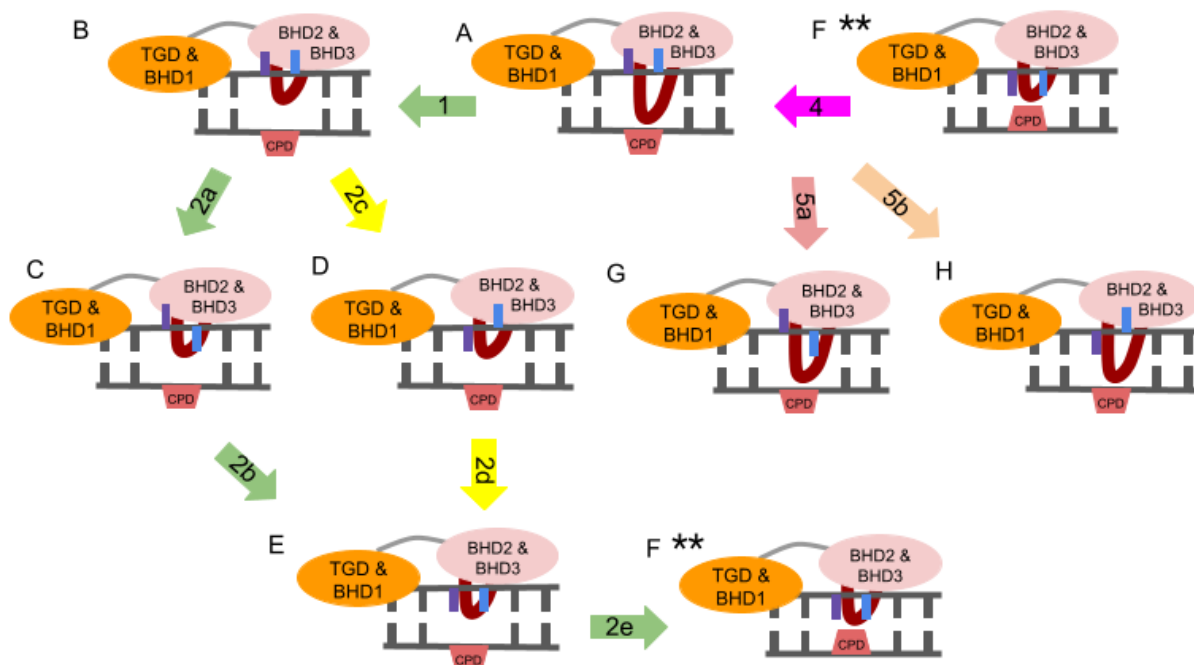 B
TGD &
BHD1
BHD2 &
BHD3
CPD
1
A
TGD &
BHD1
BHD2 &
BHD3
CPD
4
F **
TGD &
BHD1
BHD2 &
BHD3
CPD
2a
2c
5a
5b
C
TGD &
BHD1
BHD2 &
BHD3
CPD
D
TGD &
BHD1
BHD2 &
BHD3
CPD
G
TGD &
BHD1
BHD2 &
BHD3
CPD
H
TGD &
BHD1
BHD2 &
BHD3
CPD
2b
2d
E
TGD &
BHD1
BHD2 &
BHD3
CPD
2e
F **
TGD &
BHD1
BHD2 &
BHD3
CPD